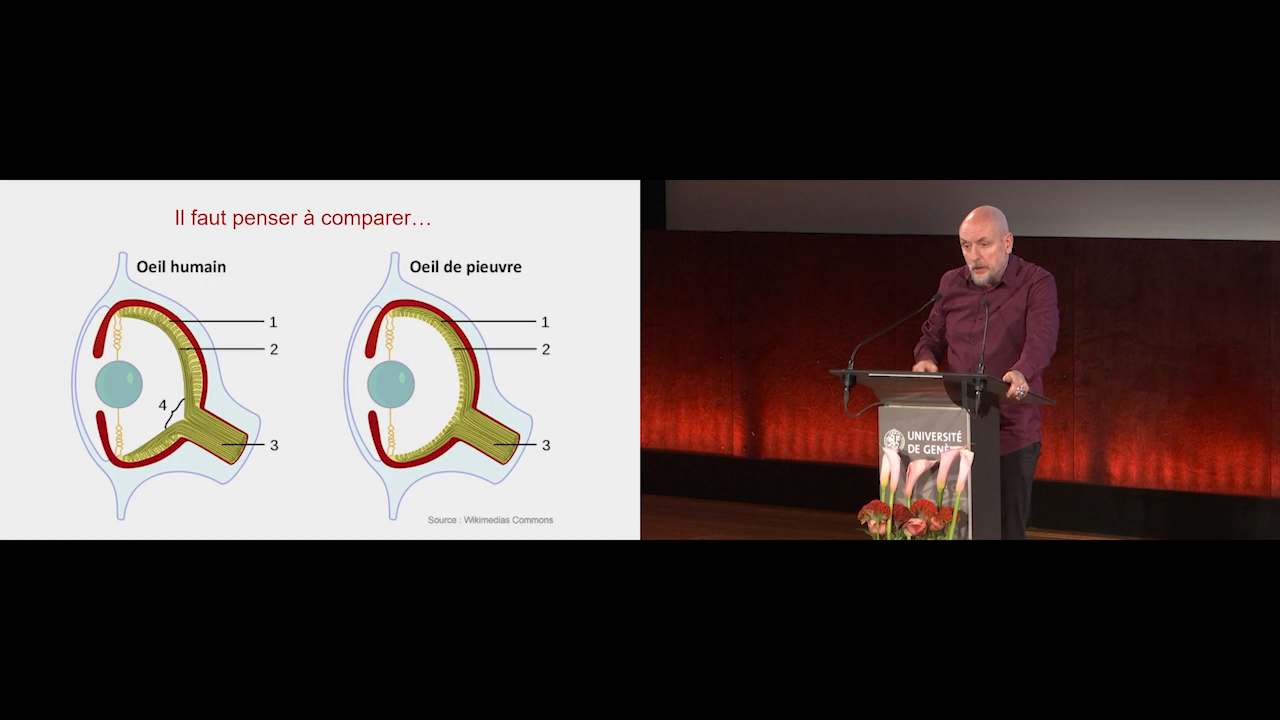 Il faut penser à comparer…
Oeil humain
Oeil de pieuvre
1
2
4
3
1
2
3
Source : Wikimedias Commons
UNIVERSITÉ
DE GENÈVE